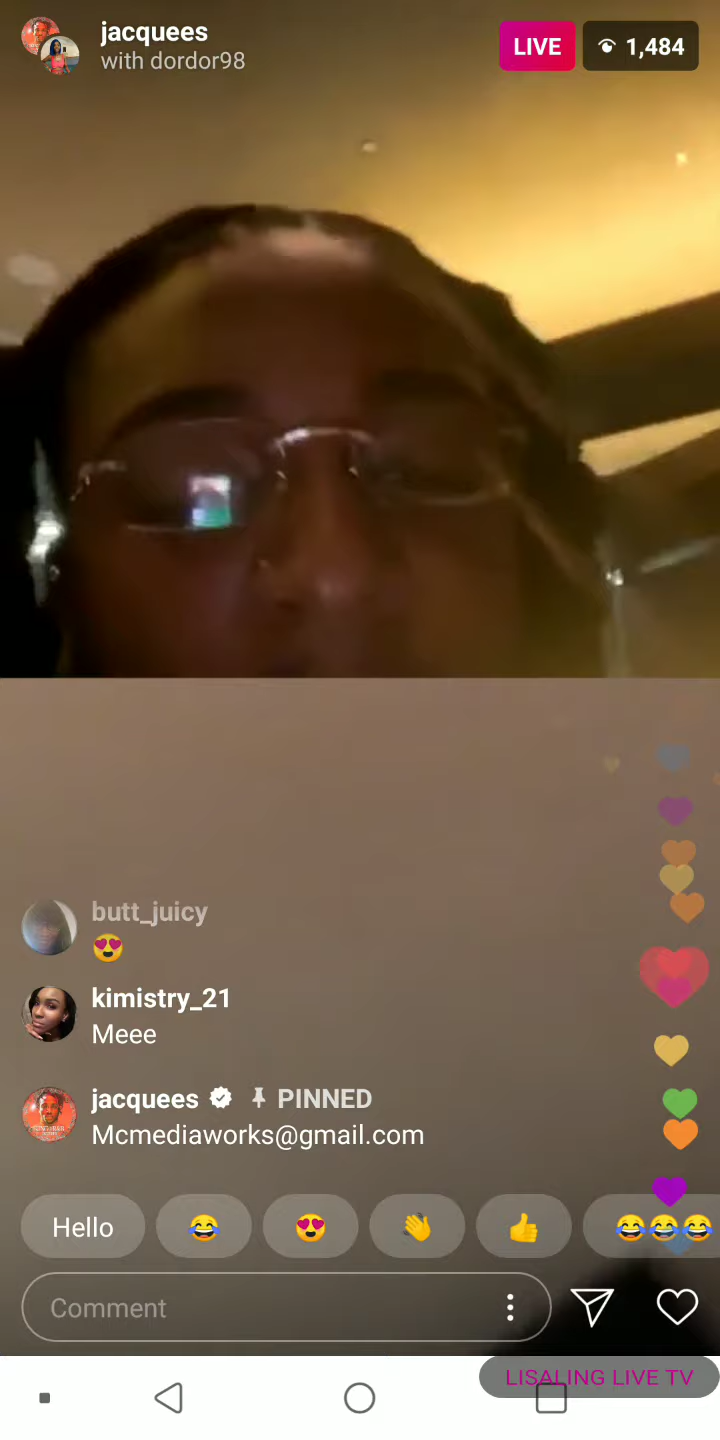 jacquees
with dordor98
LIVE
1,484
butt_juicy
😍
kimistry_21
Meee
jacquees PINNED
Mcmediaworks@gmail.com
Hello 😂 😍 👋 👍 😂😂😂
Comment
LISALING LIVE TV